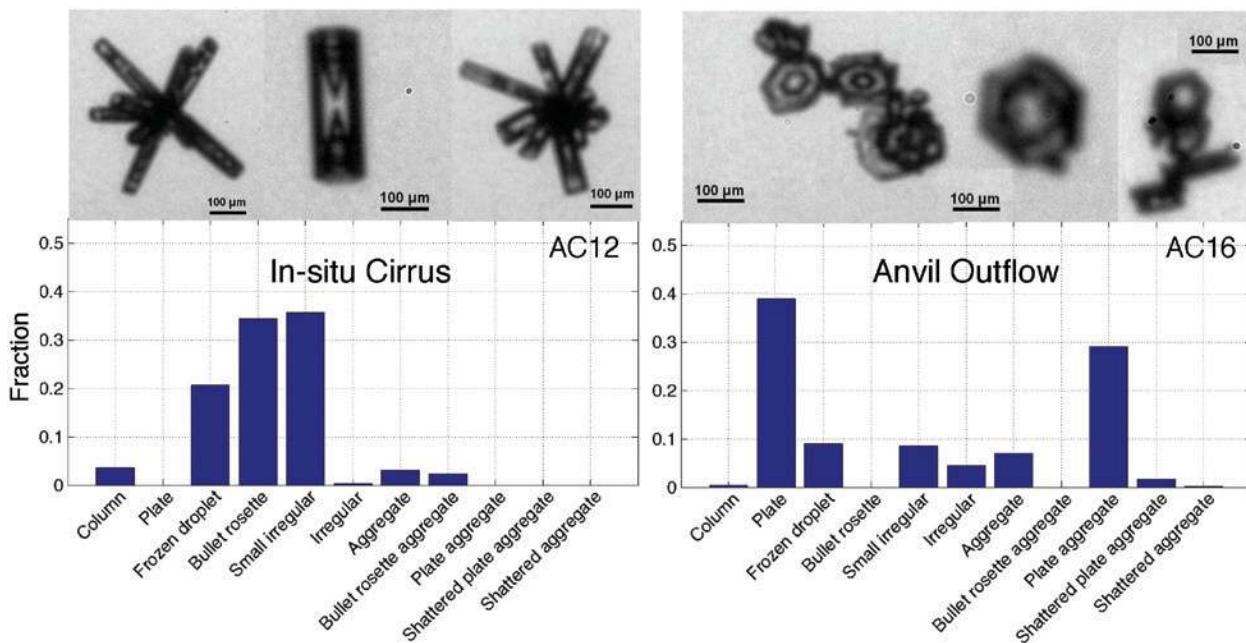 100 µm
100 µm
100 µm
100 µm
100 µm
100 µm
0.5
0.4
0.3
0.2
0.1
0
Fraction
AC12
In-situ Cirrus
Column
Plate
Frozen droplet
Bullet rosette
Small irregular
Irregular
Aggregate
Bullet rosette aggregate
Plate aggregate
Shattered plate aggregate
Shattered aggregate
0.5
0.4
0.3
0.2
0.1
0
AC16
Anvil Outflow
Column
Plate
Frozen droplet
Bullet rosette
Small irregular
Irregular
Aggregate
Bullet rosette aggregate
Plate aggregate
Shattered plate aggregate
Shattered aggregate